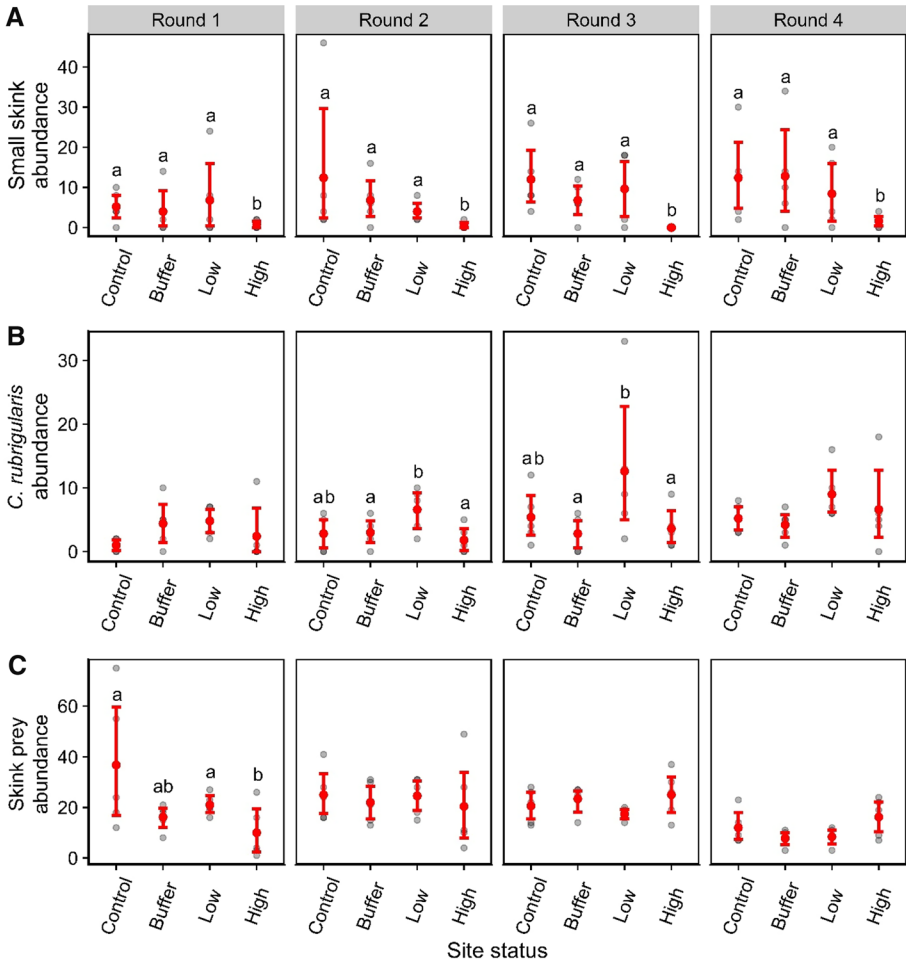 A
Round 1 Round 2 Round 3 Round 4
Small skink
abundance
40
30
20
10
0
a a a b
a a a b
a a a b
a a a b
Control Buffer Low High Control Buffer Low High Control Buffer Low High Control Buffer Low High
B
C. rubrigularis
abundance
30
20
10
0
ab a b a
ab a b a
Control Buffer Low High Control Buffer Low High Control Buffer Low High Control Buffer Low High
C
Skink prey
abundance
60
40
20
0
a ab a b
Control Buffer Low High Control Buffer Low High Control Buffer Low High Control Buffer Low High
Site status